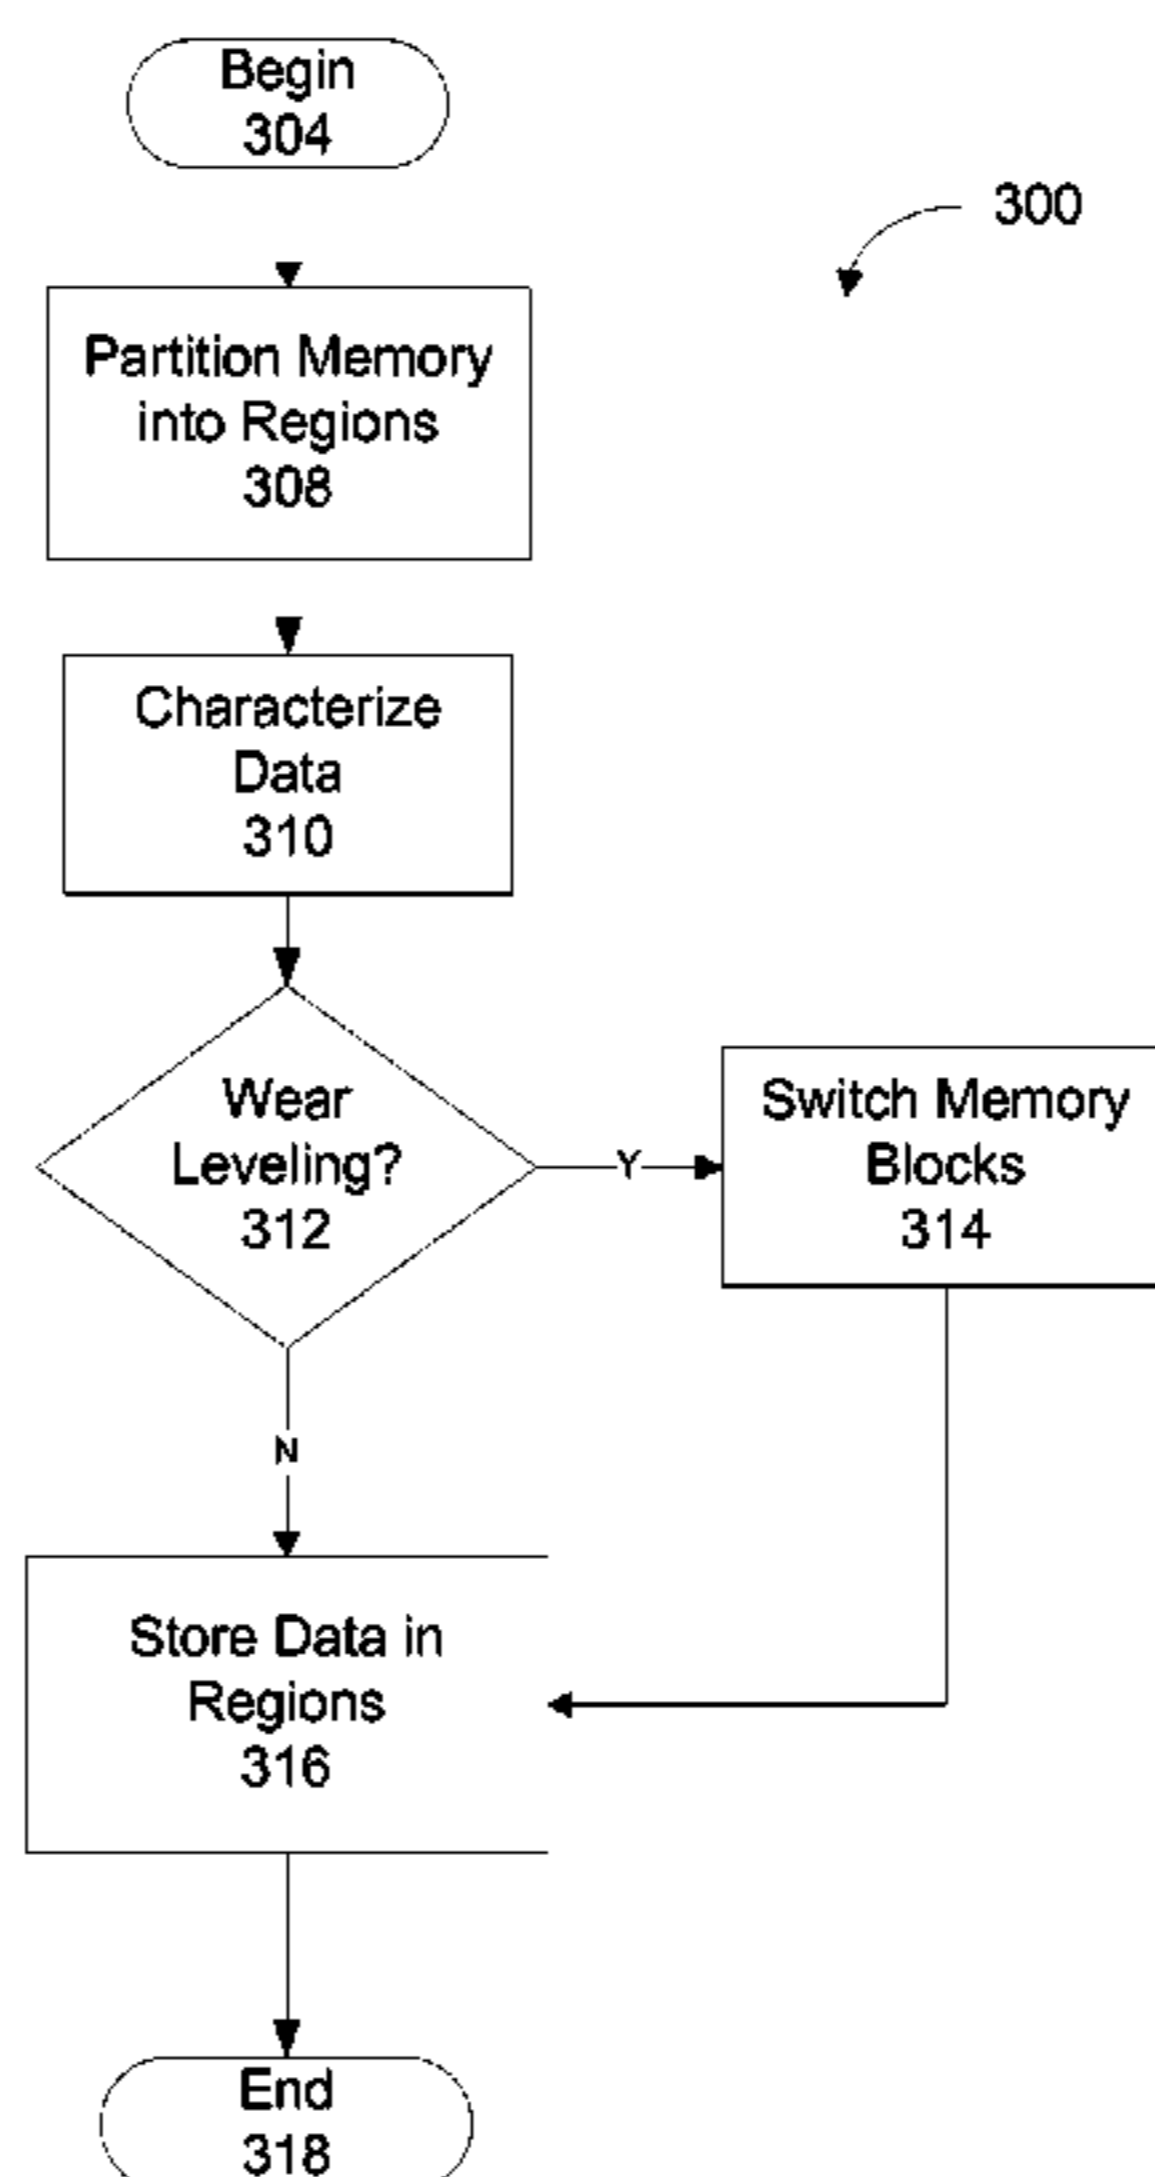 Begin
304
300
Partition Memory
into Regions
308
Characterize
Data
310
Wear
Leveling?
312
Y
Switch Memory
Blocks
314
N
Store Data in
Regions
316
End
318